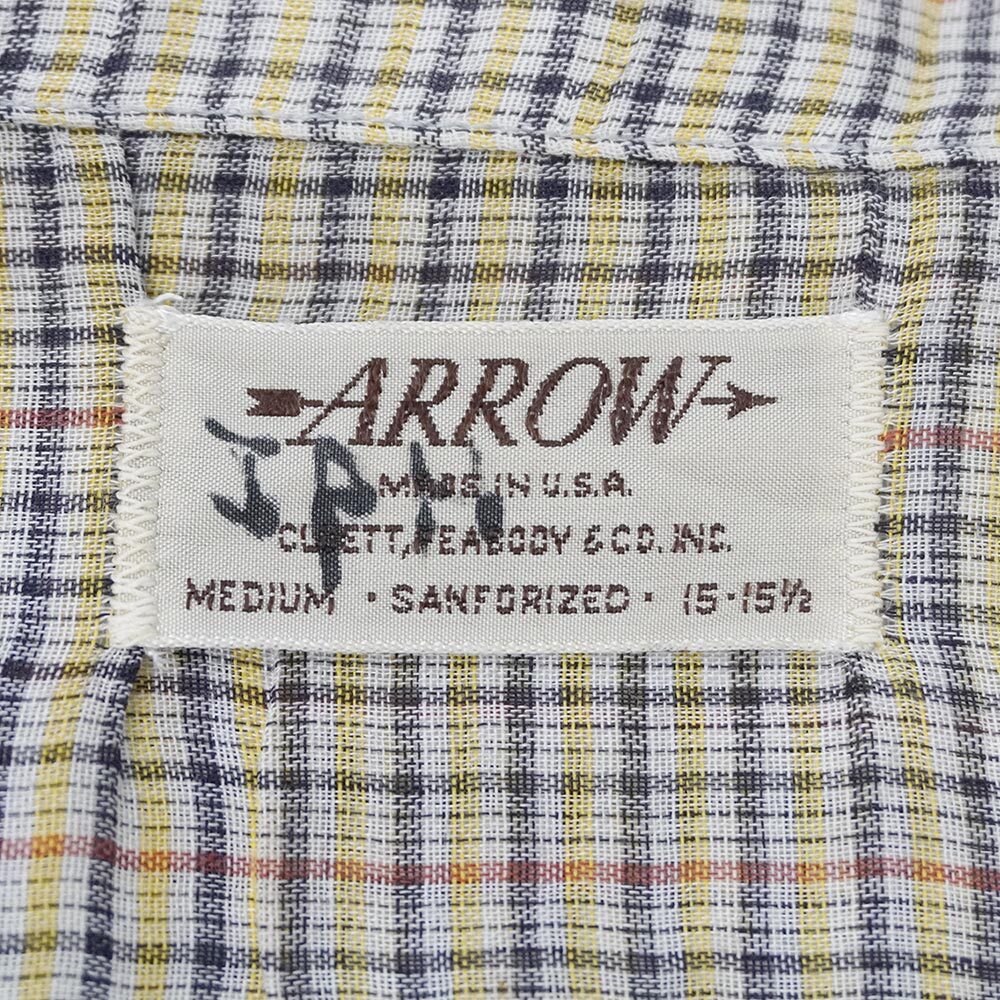 ARROW
J P H
MADE IN U.S.A.
CLUETT, PEABODY & CO. INC.
MEDIUM · SANFORIZED · 15-15½